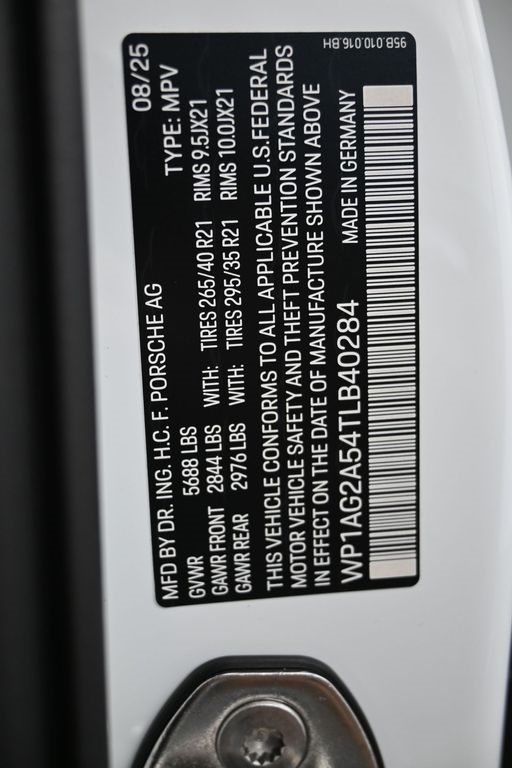 95B.010.016.BH
MFD BY DR. ING. H.C. F. PORSCHE AG 08/25
GVWR 5688 LBS TYPE: MPV
GAWR FRONT 2844 LBS WITH: TIRES 265/40 R21 RIMS 9.5JX21
GAWR REAR 2976 LBS WITH: TIRES 295/35 R21 RIMS 10.0JX21
THIS VEHICLE CONFORMS TO ALL APPLICABLE U.S.FEDERAL
MOTOR VEHICLE SAFETY AND THEFT PREVENTION STANDARDS
IN EFFECT ON THE DATE OF MANUFACTURE SHOWN ABOVE
WP1AG2A54TLB40284 MADE IN GERMANY